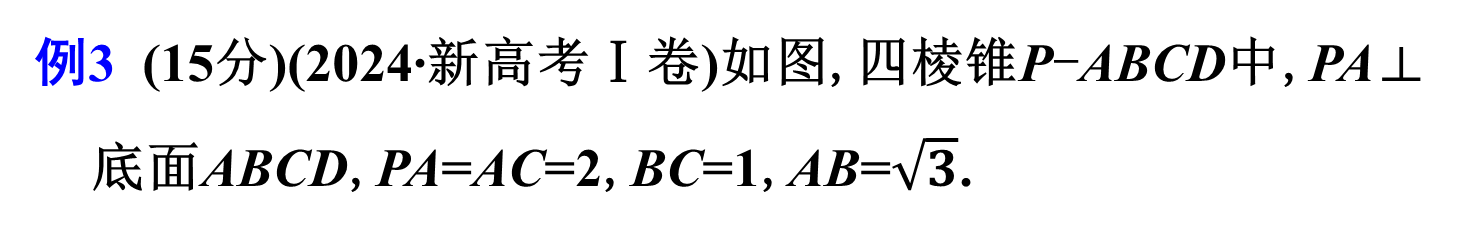 例3 (15分)(2024·新高考Ⅰ卷)如图, 四棱锥P-ABCD中, PA⊥
底面ABCD, PA=AC=2, BC=1, AB=√3.